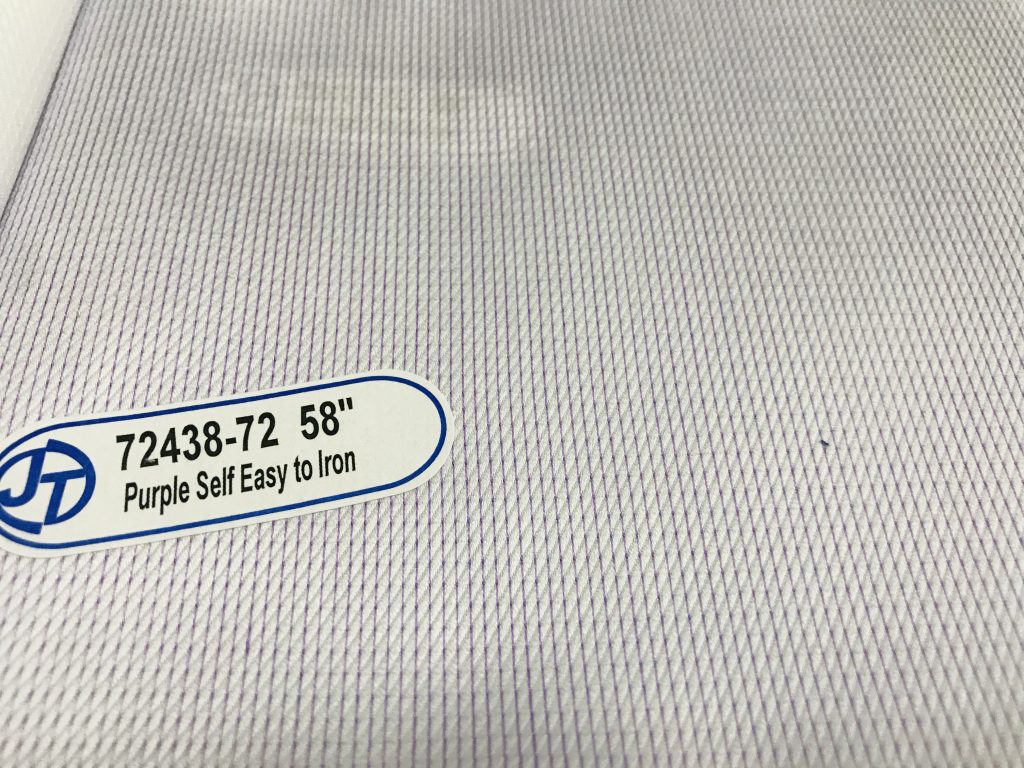 JT
72438-72 58"
Purple Self Easy to Iron